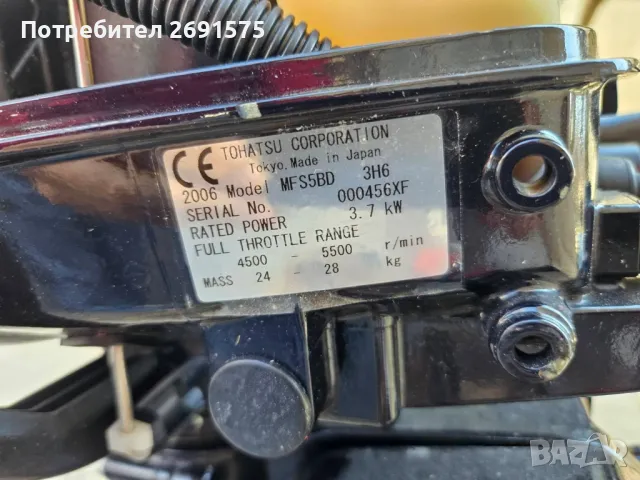 Потребител 2691575
CE TOHATSU CORPORATION
Tokyo.Made in Japan
2006 Model MFS5BD 3H6
SERIAL No. 000456XF
RATED POWER 3.7 kW
FULL THROTTLE RANGE
4500 - 5500 r/min
MASS 24 - 28 kg
BAZAR